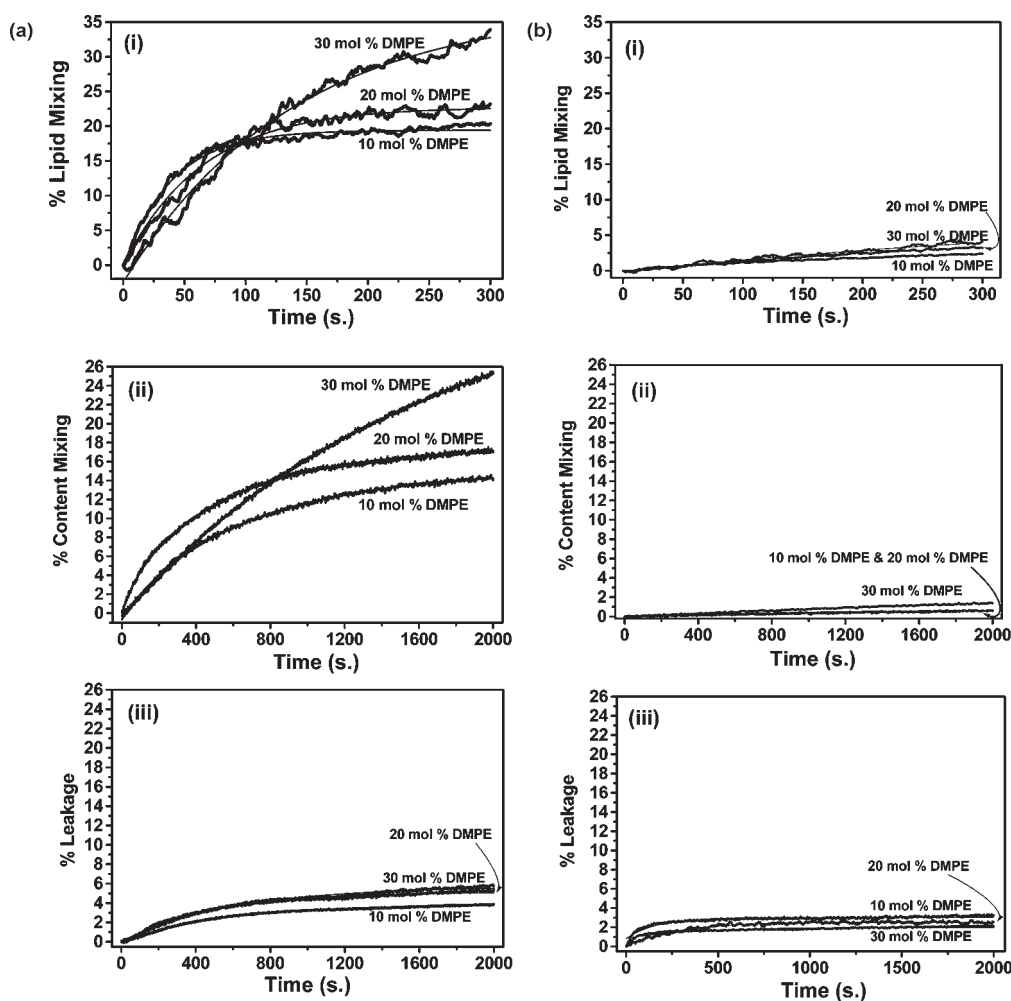 (a)
(i)
35
30
25
20
15
10
5
0
% Lipid Mixing
30 mol % DMPE
20 mol % DMPE
10 mol % DMPE
0 50 100 150 200 250 300
Time (s.)
(b)
(i)
35
30
25
20
15
10
5
0
% Lipid Mixing
20 mol % DMPE
30 mol % DMPE
10 mol % DMPE
0 50 100 150 200 250 300
Time (s.)
(ii)
26
24
22
20
18
16
14
12
10
8
6
4
2
0
% Content Mixing
30 mol % DMPE
20 mol % DMPE
10 mol % DMPE
0 400 800 1200 1600 2000
Time (s.)
(ii)
26
24
22
20
18
16
14
12
10
8
6
4
2
0
% Content Mixing
10 mol % DMPE & 20 mol % DMPE
30 mol % DMPE
0 400 800 1200 1600 2000
Time (s.)
(iii)
26
24
22
20
18
16
14
12
10
8
6
4
2
0
% Leakage
20 mol % DMPE
30 mol % DMPE
10 mol % DMPE
0 400 800 1200 1600 2000
Time (s.)
(iii)
26
24
22
20
18
16
14
12
10
8
6
4
2
0
% Leakage
20 mol % DMPE
10 mol % DMPE
30 mol % DMPE
0 500 1000 1500 2000
Time (s.)